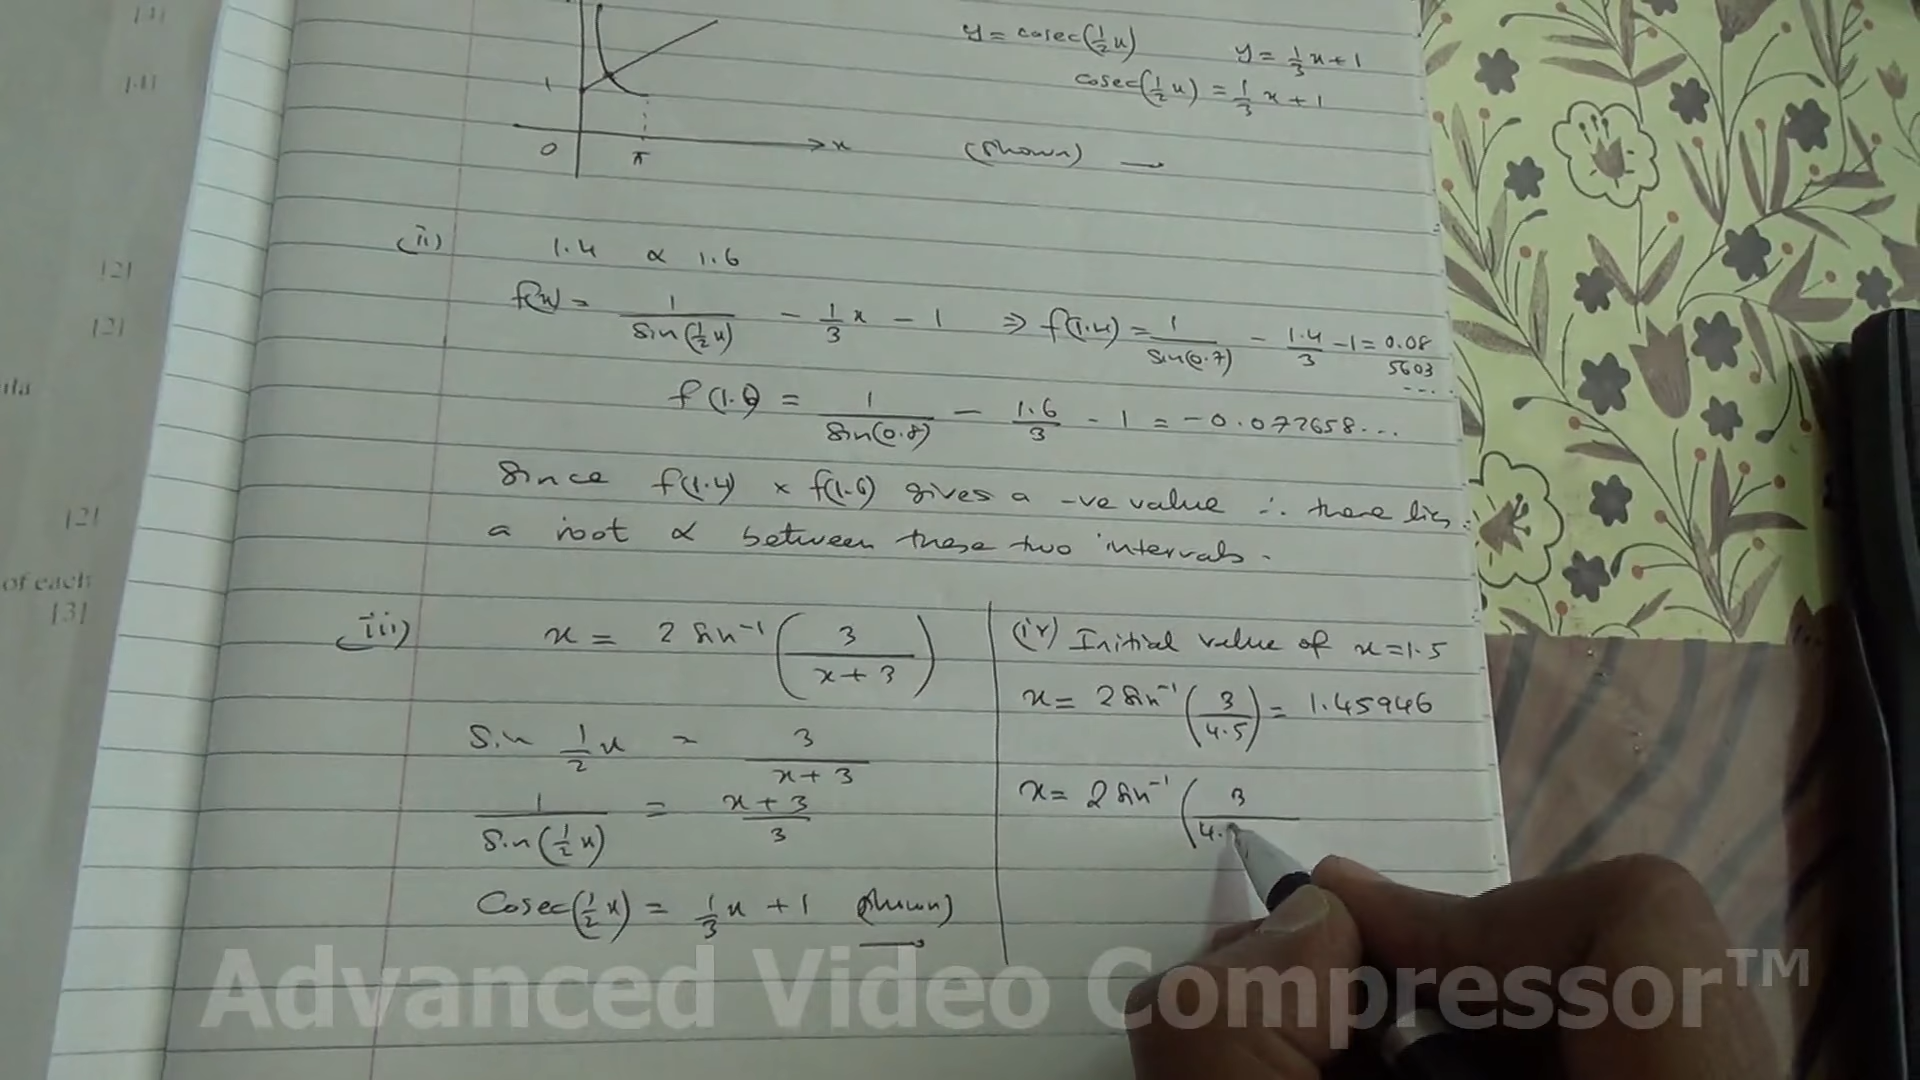 y = cosec(½x)
y = ⅓x + 1
cosec(½x) = ⅓x + 1
1
0
π
x
(shown)
(ii) 1.4 α 1.6
f(x) = 1/sin(½x) - ⅓x - 1 ⇒ f(1.4) = 1/sin(0.7) - 1.4/3 - 1 = 0.085603...
f(1.6) = 1/sin(0.8) - 1.6/3 - 1 = -0.072658...
Since f(1.4) × f(1.6) gives a -ve value ∴ there lies
a root α between these two intervals.
(iii) x = 2 sin⁻¹(3/(x+3))
Sin ½x = 3/(x+3)
1/Sin(½x) = (x+3)/3
Cosec(½x) = ⅓x + 1 (shown)
(iv) Initial value of x=1.5
x = 2 Sin⁻¹(3/4.5) = 1.45946
x = 2 Sin⁻¹(3/4.
[2]
[2]
of each
[2]
[3]
Advanced Video Compressor™